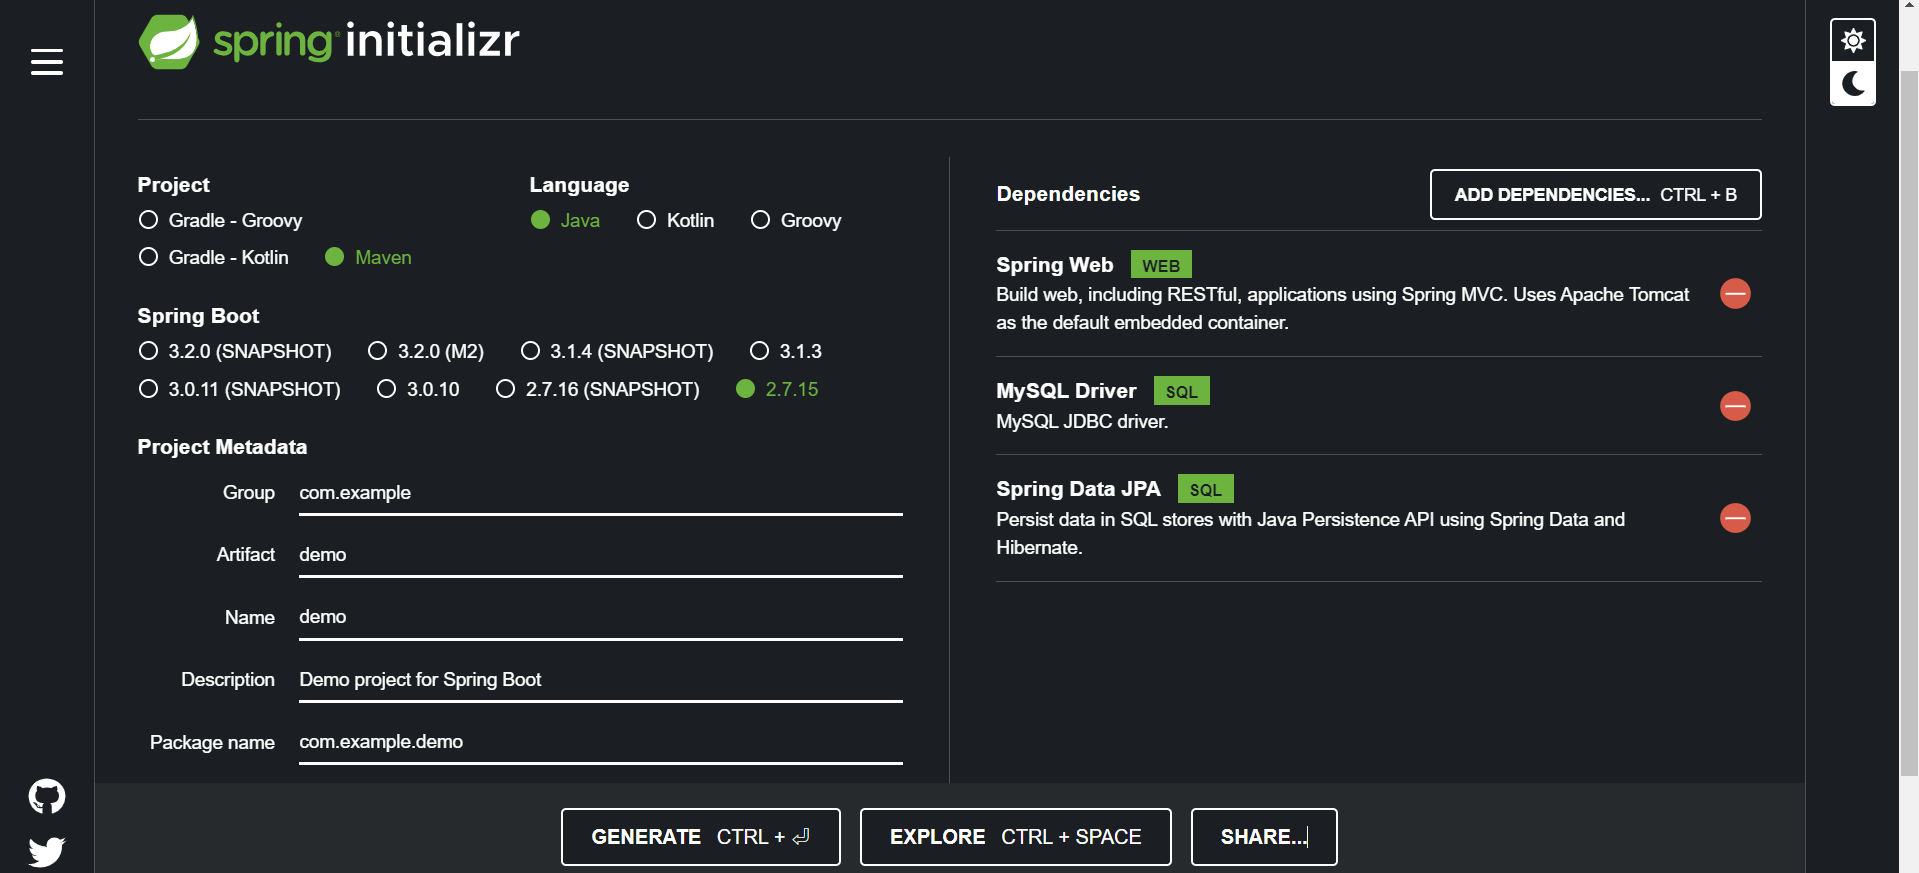 spring initializr
Project
Gradle - Groovy
Gradle - Kotlin Maven
Language
Java Kotlin Groovy
Spring Boot
3.2.0 (SNAPSHOT) 3.2.0 (M2) 3.1.4 (SNAPSHOT) 3.1.3
3.0.11 (SNAPSHOT) 3.0.10 2.7.16 (SNAPSHOT) 2.7.15
Project Metadata
Group com.example
Artifact demo
Name demo
Description Demo project for Spring Boot
Package name com.example.demo
Dependencies ADD DEPENDENCIES... CTRL + B
Spring Web WEB
Build web, including RESTful, applications using Spring MVC. Uses Apache Tomcat
as the default embedded container.
MySQL Driver SQL
MySQL JDBC driver.
Spring Data JPA SQL
Persist data in SQL stores with Java Persistence API using Spring Data and
Hibernate.
GENERATE CTRL + ⏎ EXPLORE CTRL + SPACE SHARE...